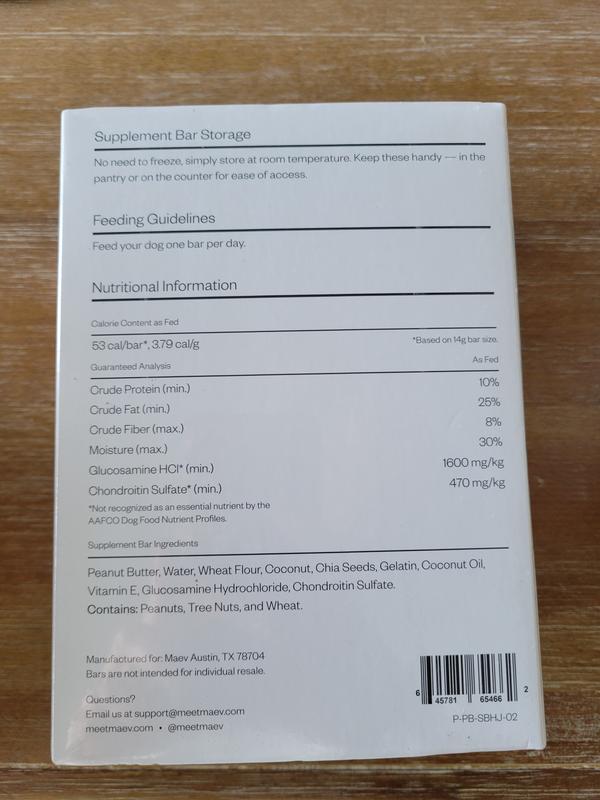 Supplement Bar Storage
No need to freeze, simply store at room temperature. Keep these handy — in the
pantry or on the counter for ease of access.
Feeding Guidelines
Feed your dog one bar per day.
Nutritional Information
Calorie Content as Fed
53 cal/bar*, 3.79 cal/g *Based on 14g bar size.
Guaranteed Analysis As Fed
Crude Protein (min.) 10%
Crude Fat (min.) 25%
Crude Fiber (max.) 8%
Moisture (max.) 30%
Glucosamine HCl* (min.) 1600 mg/kg
Chondroitin Sulfate* (min.) 470 mg/kg
*Not recognized as an essential nutrient by the
AAFCO Dog Food Nutrient Profiles.
Supplement Bar Ingredients
Peanut Butter, Water, Wheat Flour, Coconut, Chia Seeds, Gelatin, Coconut Oil,
Vitamin E, Glucosamine Hydrochloride, Chondroitin Sulfate.
Contains: Peanuts, Tree Nuts, and Wheat.
Manufactured for: Maev Austin, TX 78704
Bars are not intended for individual resale.
Questions?
Email us at support@meetmaev.com
meetmaev.com • @meetmaev
6 45781 65466 2
P-PB-SBHJ-02